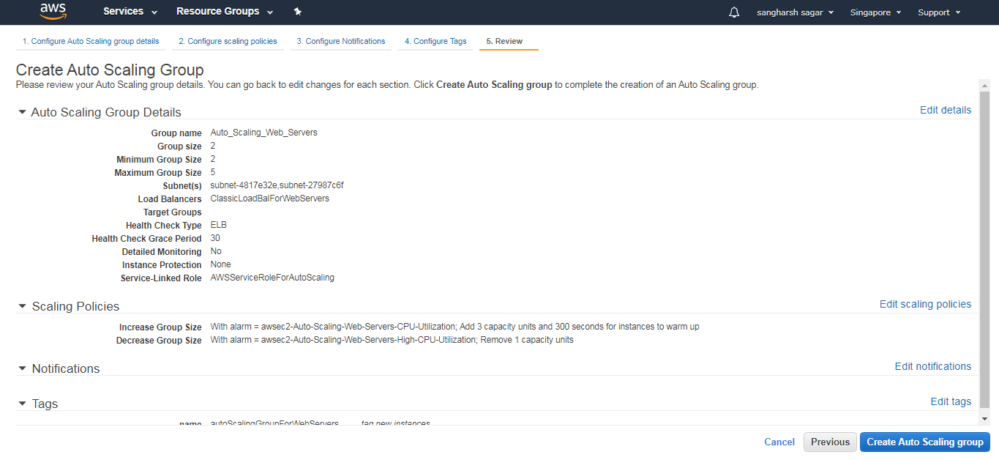 aws Services Resource Groups sangharsh sagar Singapore Support
1. Configure Auto Scaling group details 2. Configure scaling policies 3. Configure Notifications 4. Configure Tags 5. Review
Create Auto Scaling Group
Please review your Auto Scaling group details. You can go back to edit changes for each section. Click Create Auto Scaling group to complete the creation of an Auto Scaling group.
Auto Scaling Group Details Edit details
Group name Auto_Scaling_Web_Servers
Group size 2
Minimum Group Size 2
Maximum Group Size 5
Subnet(s) subnet-4817e32e,subnet-27987c6f
Load Balancers ClassicLoadBalForWebServers
Target Groups
Health Check Type ELB
Health Check Grace Period 30
Detailed Monitoring No
Instance Protection None
Service-Linked Role AWSServiceRoleForAutoScaling
Scaling Policies Edit scaling policies
Increase Group Size With alarm = awsec2-Auto-Scaling-Web-Servers-CPU-Utilization; Add 3 capacity units and 300 seconds for instances to warm up
Decrease Group Size With alarm = awsec2-Auto-Scaling-Web-Servers-High-CPU-Utilization; Remove 1 capacity units
Notifications Edit notifications
Tags Edit tags
name autoScalingGroupForWebServers tag new instances
Cancel Previous Create Auto Scaling group